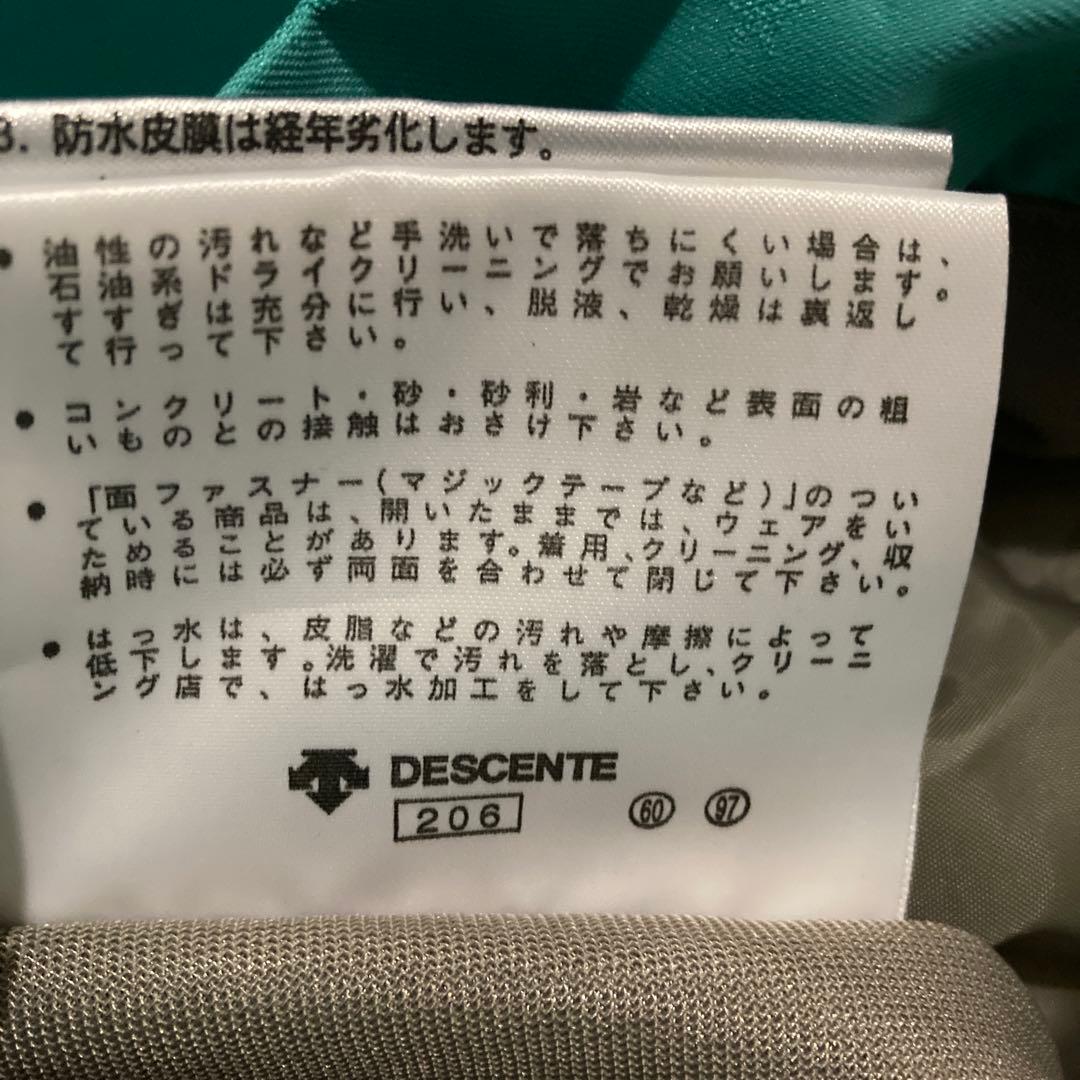 3. 防水皮膜は経年劣化します。
• 油性の汚れなど手洗いで落ちにくい場合は、
石油系ドライクリーニングでお願いします。
すすぎは充分に行い、脱液、乾燥は裏返し
て行って下さい。
• コンクリート・砂・砂利・岩など表面の粗
いものとの接触はおさけ下さい。
• 「面ファスナー(マジックテープなど)」のつい
ている商品は、開いたままでは、ウェアをい
ためることがあります。着用、クリーニング、収
納時には必ず両面を合わせて閉じて下さい。
• はっ水は、皮脂などの汚れや摩擦によって
低下します。洗濯で汚れを落とし、クリーニ
ング店で、はっ水加工をして下さい。
DESCENTE
206 60 97